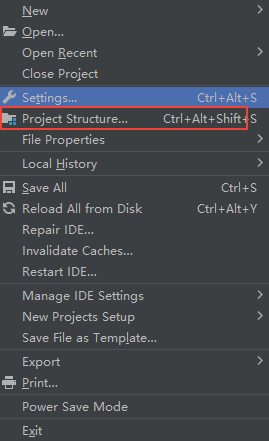 New
Open...
Open Recent
Close Project
Settings... Ctrl+Alt+S
Project Structure... Ctrl+Alt+Shift+S
File Properties
Local History
Save All Ctrl+S
Reload All from Disk Ctrl+Alt+Y
Repair IDE...
Invalidate Caches...
Restart IDE...
Manage IDE Settings
New Projects Setup
Save File as Template...
Export
Print...
Power Save Mode
Exit